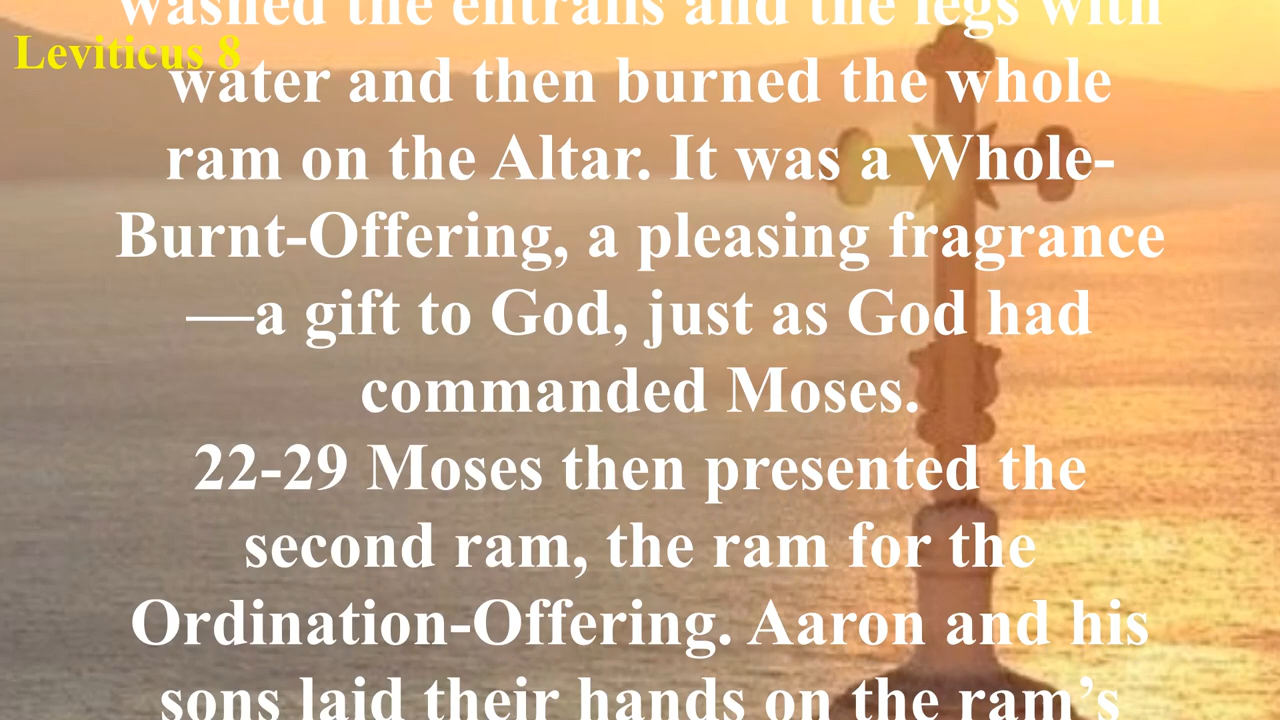 washed the entrails and the legs with
Leviticus 8
water and then burned the whole
ram on the Altar. It was a Whole-
Burnt-Offering, a pleasing fragrance
—a gift to God, just as God had
commanded Moses.
22-29 Moses then presented the
second ram, the ram for the
Ordination-Offering. Aaron and his
sons laid their hands on the ram’s